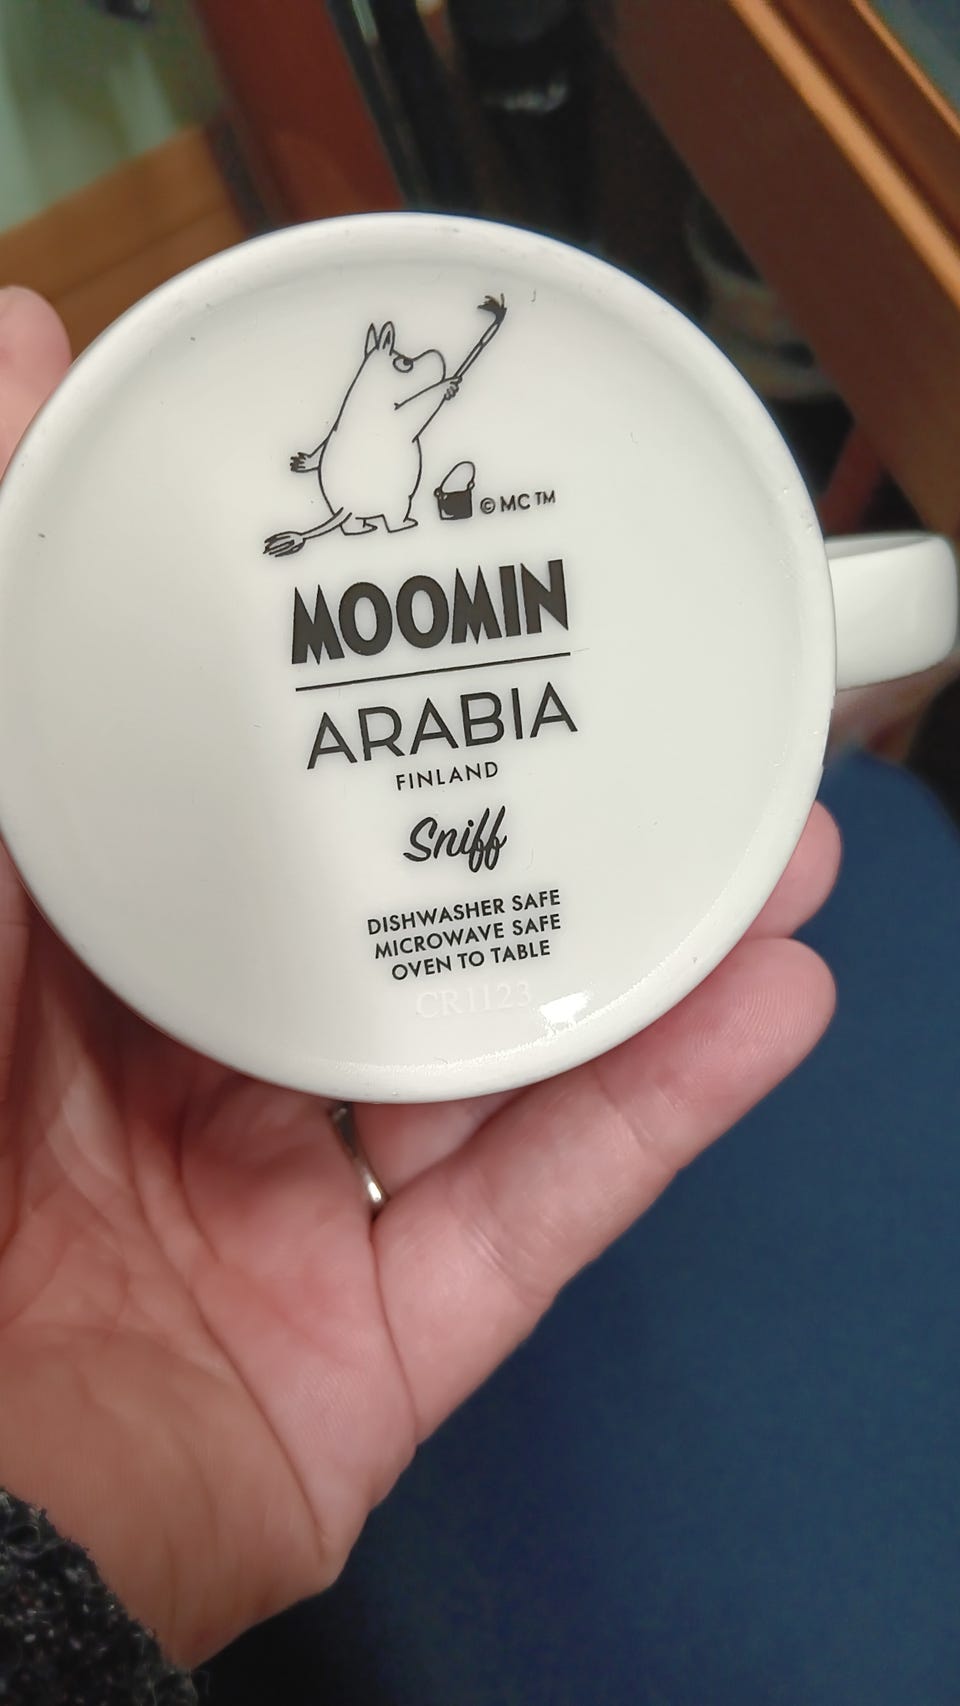 © MC ™
MOOMIN
ARABIA
FINLAND
Sniff
DISHWASHER SAFE
MICROWAVE SAFE
OVEN TO TABLE
CR1123